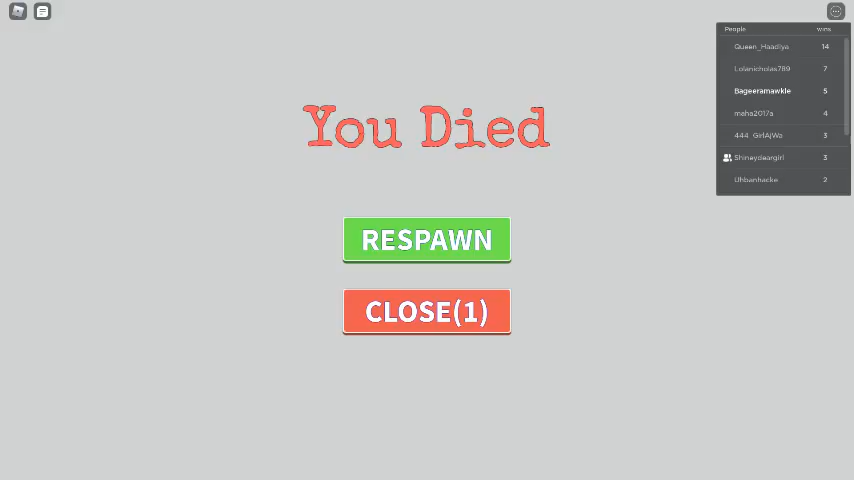 People wins
Queen_Haadiya 14
Lolanicholas789 7
Bageeramawkle 5
maha2017a 4
444_GirlAjWa 3
Shineydeargirl 3
Uhbanhacke 2
You Died
RESPAWN
CLOSE(1)